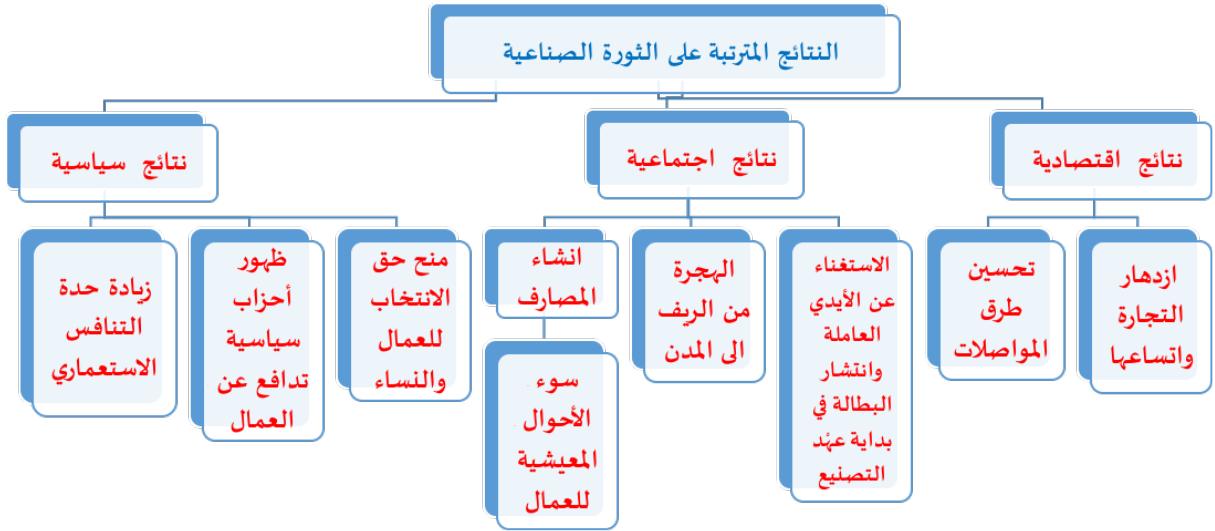 النتائج المترتبة على الثورة الصناعية
نتائج اقتصادية
نتائج اجتماعية
نتائج سياسية
ازدهار
التجارة
واتساعها
تحسين
طرق
المواصلات
الاستغناء
عن الأيدي
العاملة
وانتشار
البطالة في
بداية عهد
التصنيع
الهجرة
من الريف
الى المدن
انشاء
المصارف
سوء
الأحوال
المعيشية
للعمال
منح حق
الانتخاب
للعمال
والنساء
ظهور
أحزاب
سياسية
تدافع عن
العمال
زيادة حدة
التنافس
الاستعماري